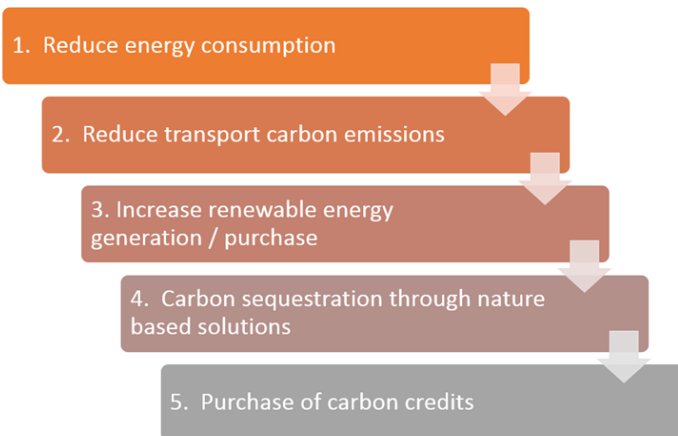 1. Reduce energy consumption
2. Reduce transport carbon emissions
3. Increase renewable energy
generation / purchase
4. Carbon sequestration through nature
based solutions
5. Purchase of carbon credits